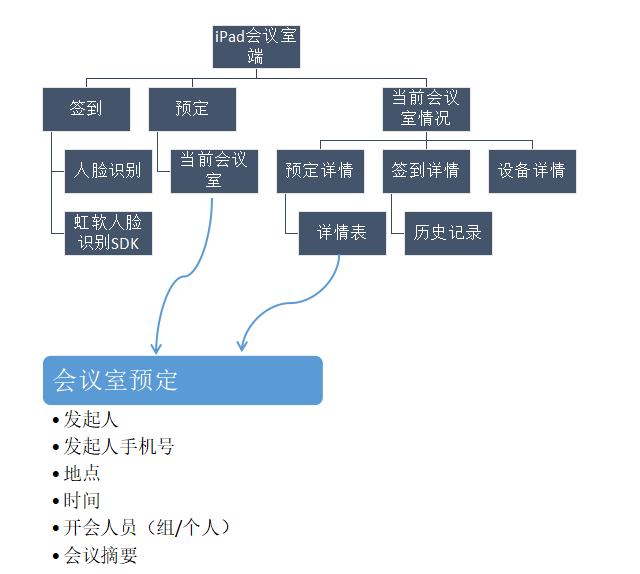 iPad会议室
端
签到
预定
当前会议
室情况
人脸识别
当前会议
室
预定详情
签到详情
设备详情
虹软人脸
识别SDK
详情表
历史记录
会议室预定
•发起人
•发起人手机号
•地点
•时间
•开会人员（组/个人）
•会议摘要